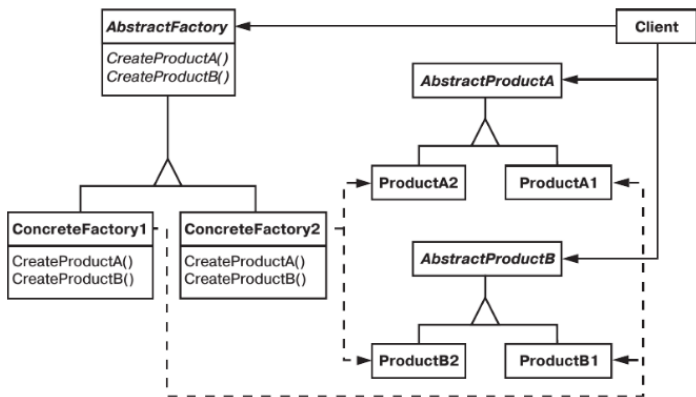 AbstractFactory
CreateProductA()
CreateProductB()
Client
AbstractProductA
ProductA2
ProductA1
ConcreteFactory1
CreateProductA()
CreateProductB()
ConcreteFactory2
CreateProductA()
CreateProductB()
AbstractProductB
ProductB2
ProductB1